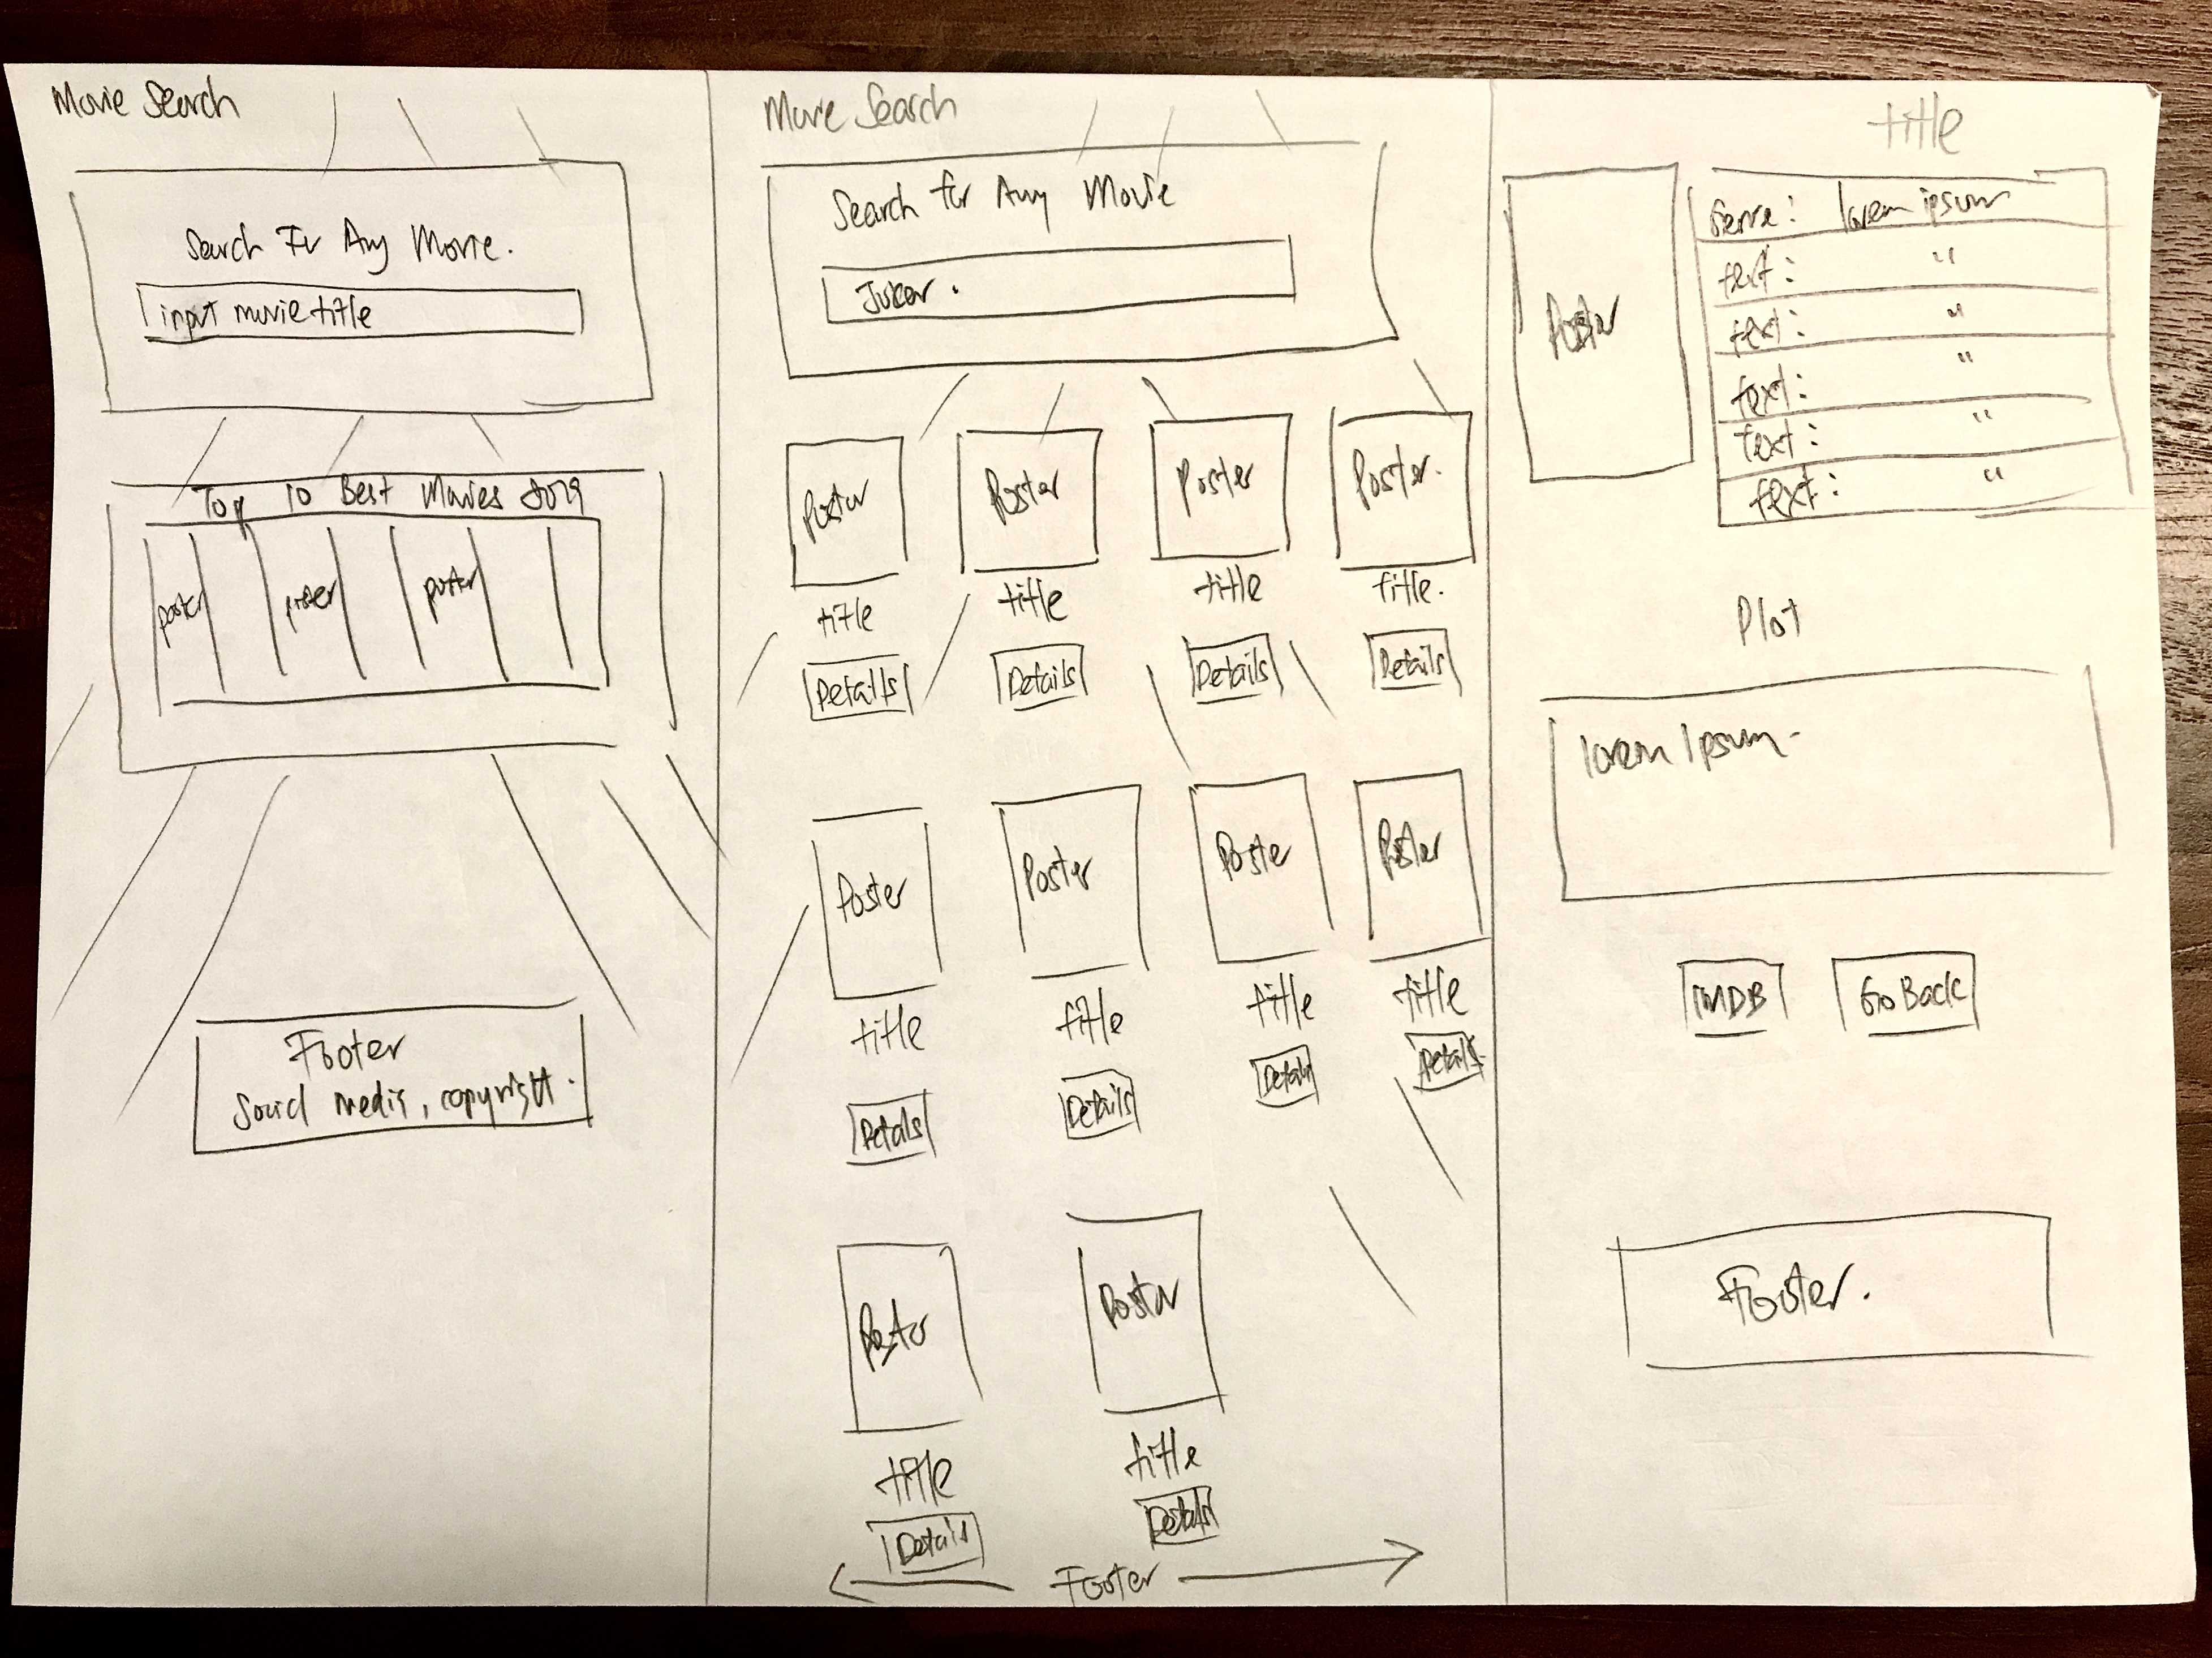 Movie Search
Search For Any Movie.
input movie title
Top 10 Best Movies 2019
poster poster poster
Footer
Social media, copyright.
Movie Search
Search for Any Movie
Joker.
Poster Poster Poster Poster.
title title title title.
Details Details Details Details
Poster Poster Poster Poster
title title title title
Details Details Details Details
Poster Poster
title title
Details Details
Footer
title
Poster
Genre: lorem ipsum
text: "
text: "
text: "
text: "
text: "
Plot
lorem Ipsum-
IMDB Go Back
Footer.